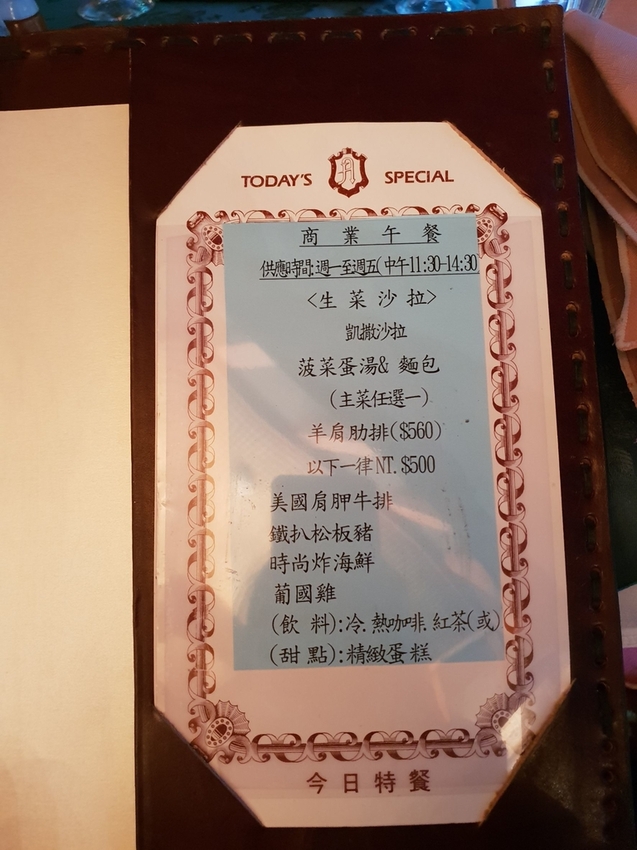 TODAY'S A SPECIAL
商業午餐
供應時間:週一至週五(中午11:30-14:30
<生菜沙拉>
凱撒沙拉
菠菜蛋湯& 麵包
(主菜任選一)
羊肩肋排($560)
以下一律NT.$500
美國肩胛牛排
鐵扒松板豬
時尚炸海鮮
葡國雞
(飲料):冷.熱咖啡.紅茶(或)
(甜點):精緻蛋糕
今日特餐